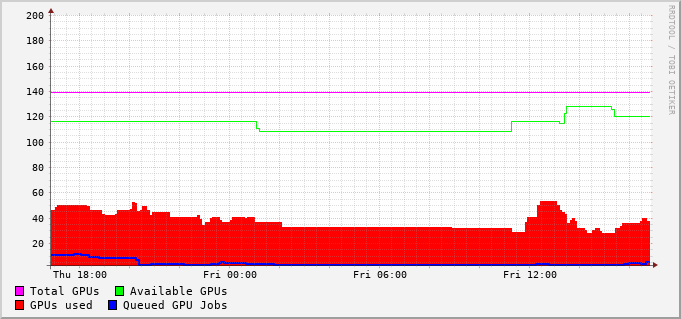 200
180
160
140
120
100
80
60
40
20
Thu 18:00 Fri 00:00 Fri 06:00 Fri 12:00
Total GPUs Available GPUs
GPUs used Queued GPU Jobs
RRDTOOL / TOBI OETIKER